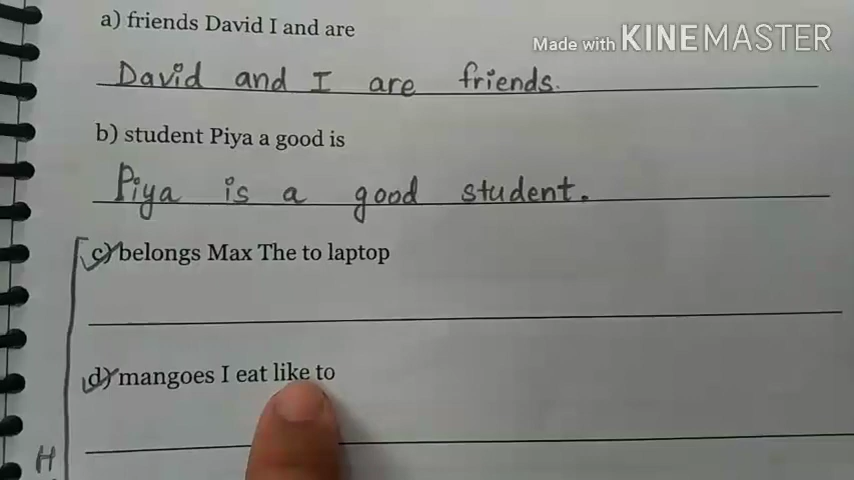 a) friends David I and are
Made with KINEMASTER
David and I are friends.
b) student Piya a good is
Piya is a good student.
c) belongs Max The to laptop
d) mangoes I eat like to
H